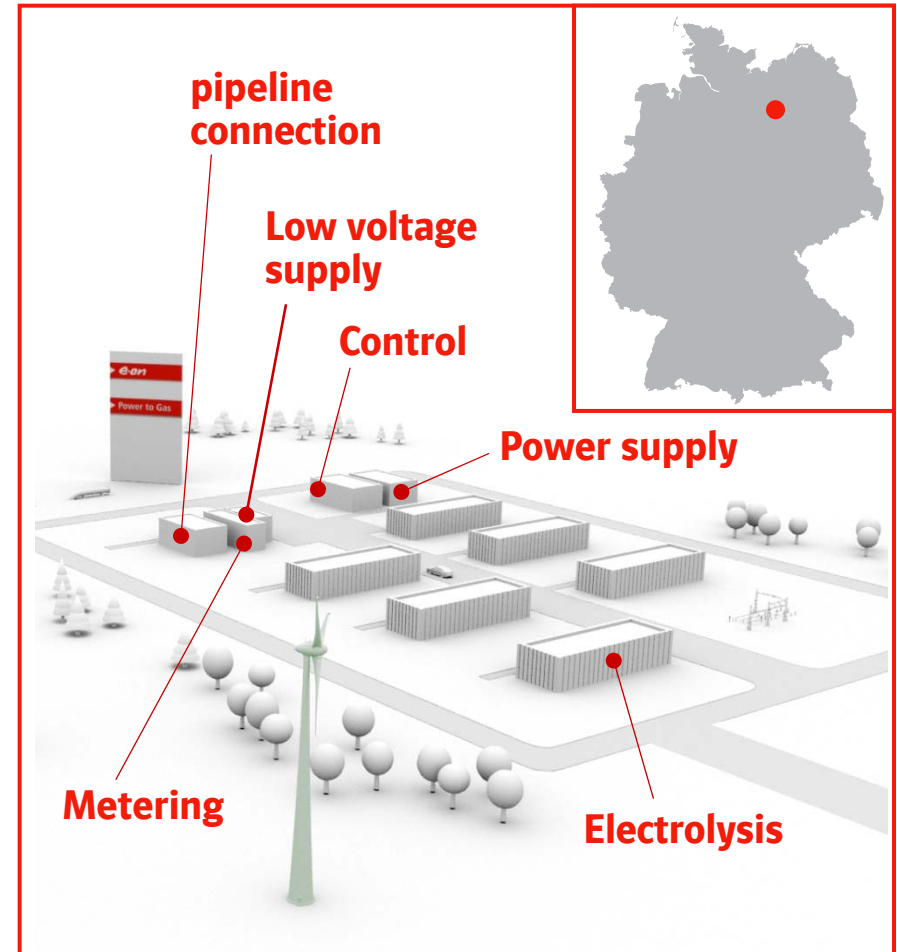 pipeline
connection
Low voltage
supply
Control
e·on
Power to Gas
Power supply
Metering
Electrolysis